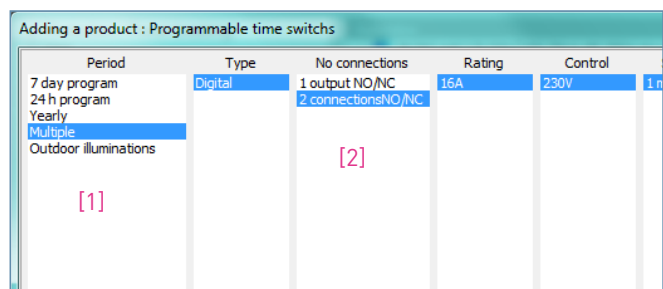 Adding a product : Programmable time switchs
Period Type No connections Rating Control
7 day program Digital 1 output NO/NC 16A 230V
24 h program 2 connectionsNO/NC
Yearly
Multiple
Outdoor illuminations
[2]
[1]